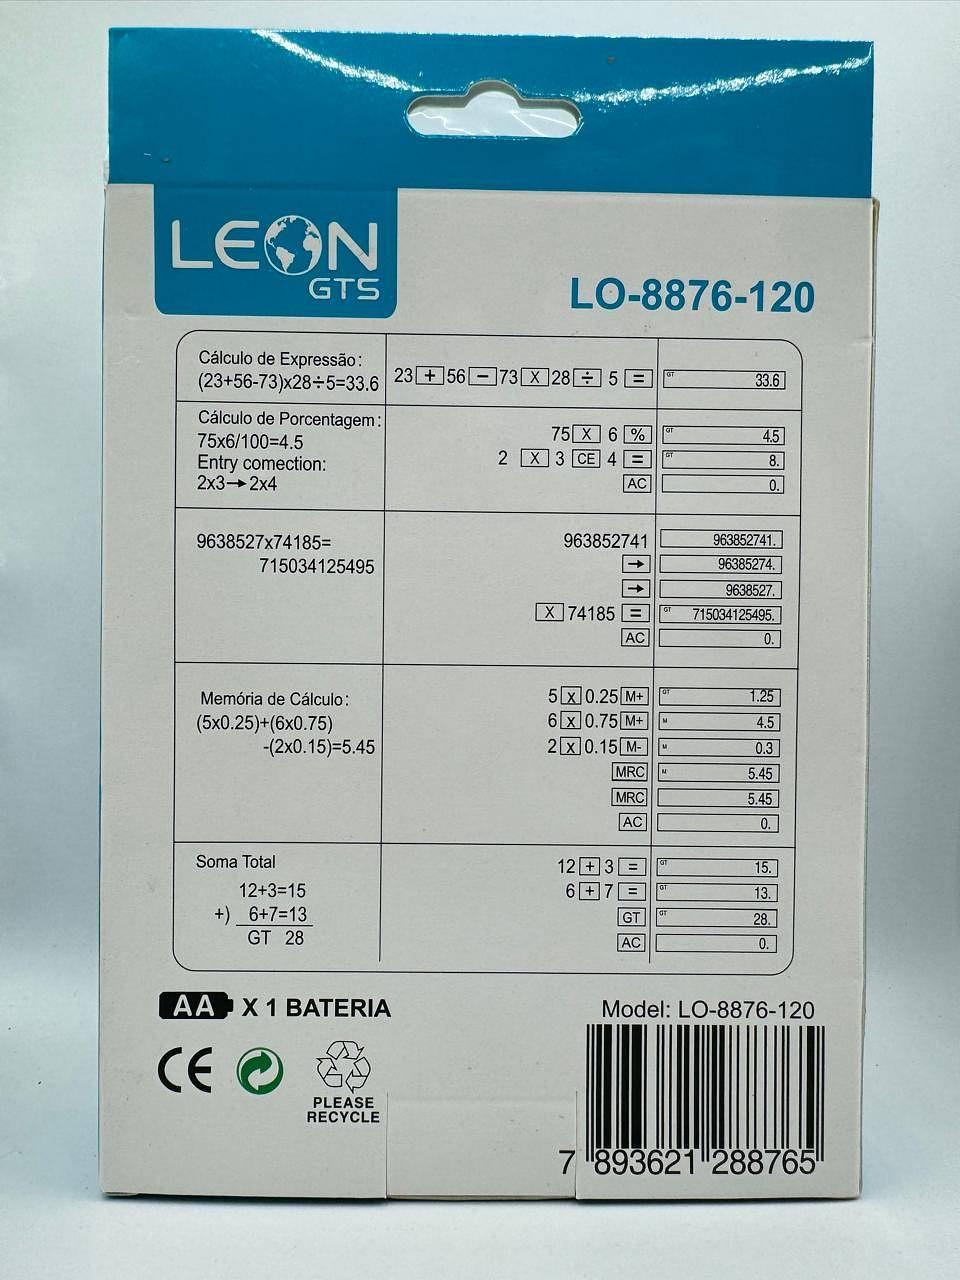 LEON
GTS
LO-8876-120
Cálculo de Expressão:
(23+56-73)x28÷5=33.6
23 + 56 − 73 X 28 ÷ 5 =
GT 33.6
Cálculo de Porcentagem:
75x6/100=4.5
Entry comection:
2x3→2x4
75 X 6 %
GT 4.5
2 X 3 CE 4 =
GT 8.
AC
0.
9638527x74185=
715034125495
963852741
963852741.
→
96385274.
→
9638527.
X 74185 =
GT 715034125495.
AC
0.
Memória de Cálculo:
(5x0.25)+(6x0.75)
-(2x0.15)=5.45
5 x 0.25 M+
GT 1.25
6 x 0.75 M+
M 4.5
2 x 0.15 M-
M 0.3
MRC
M 5.45
MRC
5.45
AC
0.
Soma Total
12+3=15
+) 6+7=13
GT 28
12 + 3 =
GT 15.
6 + 7 =
GT 13.
GT
GT 28.
AC
0.
AA X 1 BATERIA
Model: LO-8876-120
CE
PLEASE
RECYCLE
7 893621 288765